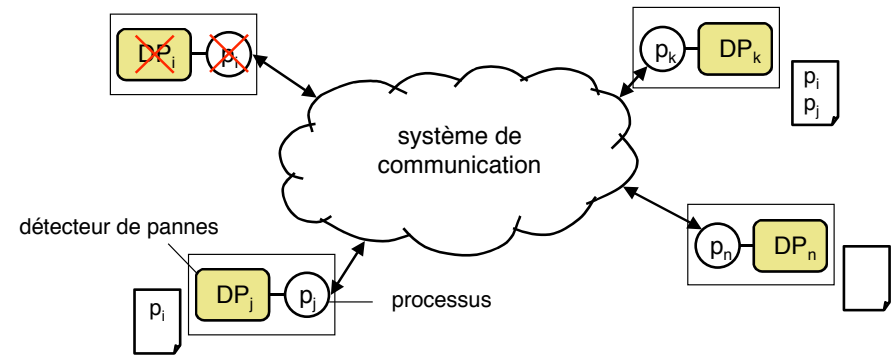 DPi pi
pk DPk
pi
pj
système de
communication
détecteur de pannes
pn DPn
DPj pj
processus
pi